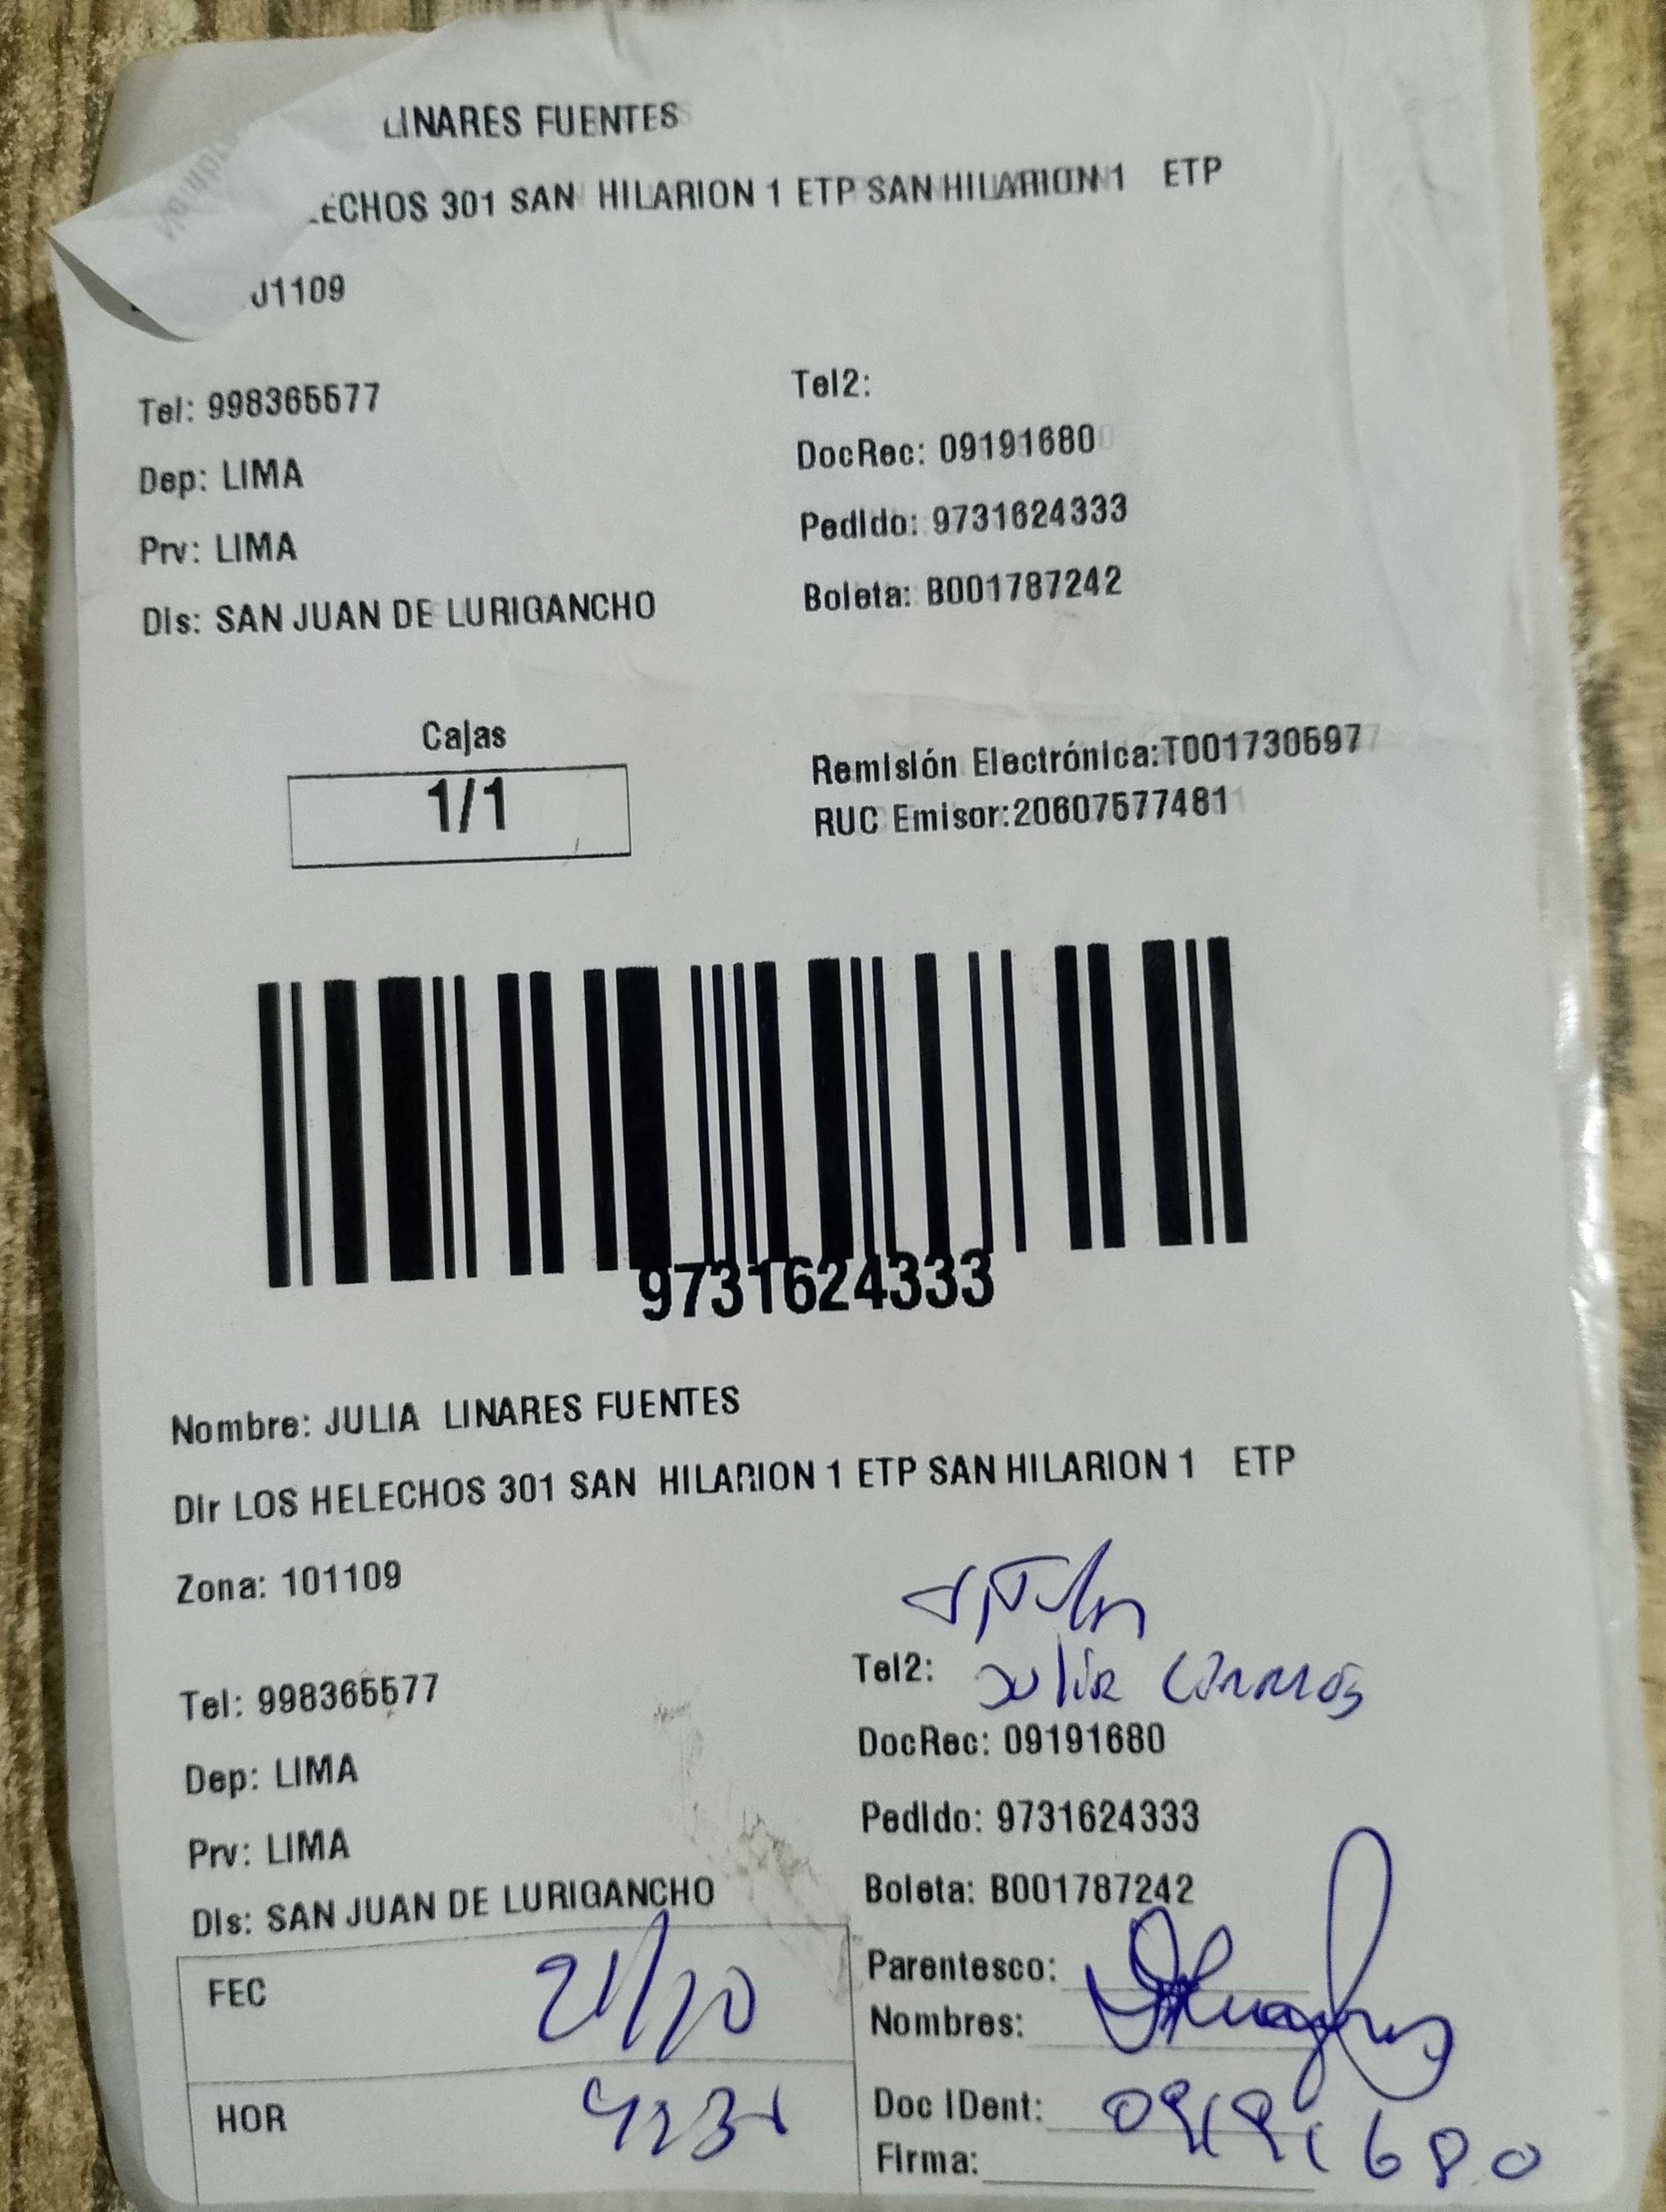 LINARES FUENTES
ECHOS 301 SAN HILARION 1 ETP SAN HILARION 1 ETP
01109
Tel: 998365577
Tel2:
Dep: LIMA
DocRec: 09191680
Prv: LIMA
Pedido: 9731624333
Dis: SAN JUAN DE LURIGANCHO
Boleta: B001787242
Cajas
1/1
Remisión Electrónica:T001730597
RUC Emisor:20607577481
9731624333
Nombre: JULIA LINARES FUENTES
Dir LOS HELECHOS 301 SAN HILARION 1 ETP SAN HILARION 1 ETP
Zona: 101109
Tel: 998365577
Tel2: Julia Linares
DocRec: 09191680
Dep: LIMA
Pedido: 9731624333
Prv: LIMA
Boleta: B001787242
Dis: SAN JUAN DE LURIGANCHO
FEC 21/10
Parentesco:
Nombres:
HOR
Doc IDent: 09191680
Firma: